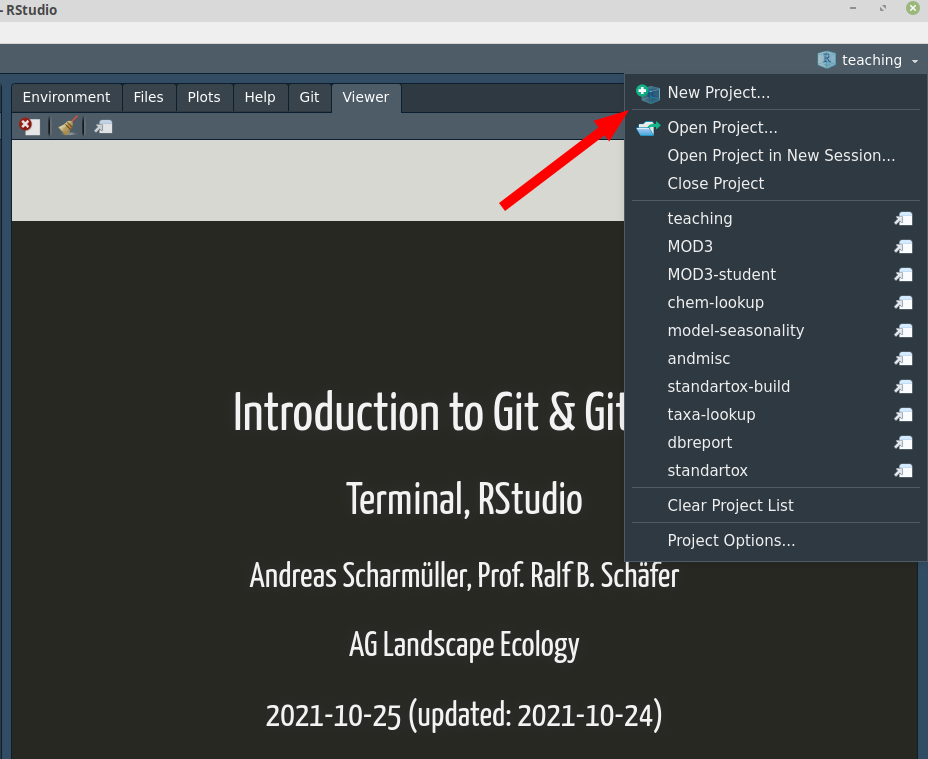 - RStudio
teaching
Environment Files Plots Help Git Viewer
New Project...
Open Project...
Open Project in New Session...
Close Project
teaching
MOD3
MOD3-student
chem-lookup
model-seasonality
andmisc
standartox-build
taxa-lookup
dbreport
standartox
Clear Project List
Project Options...
Introduction to Git & Git
Terminal, RStudio
Andreas Scharmüller, Prof. Ralf B. Schäfer
AG Landscape Ecology
2021-10-25 (updated: 2021-10-24)